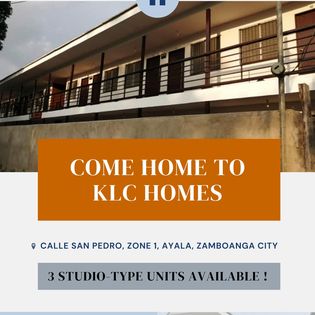 COME HOME TO
KLC HOMES
CALLE SAN PEDRO, ZONE 1, AYALA, ZAMBOANGA CITY
3 STUDIO-TYPE UNITS AVAILABLE !